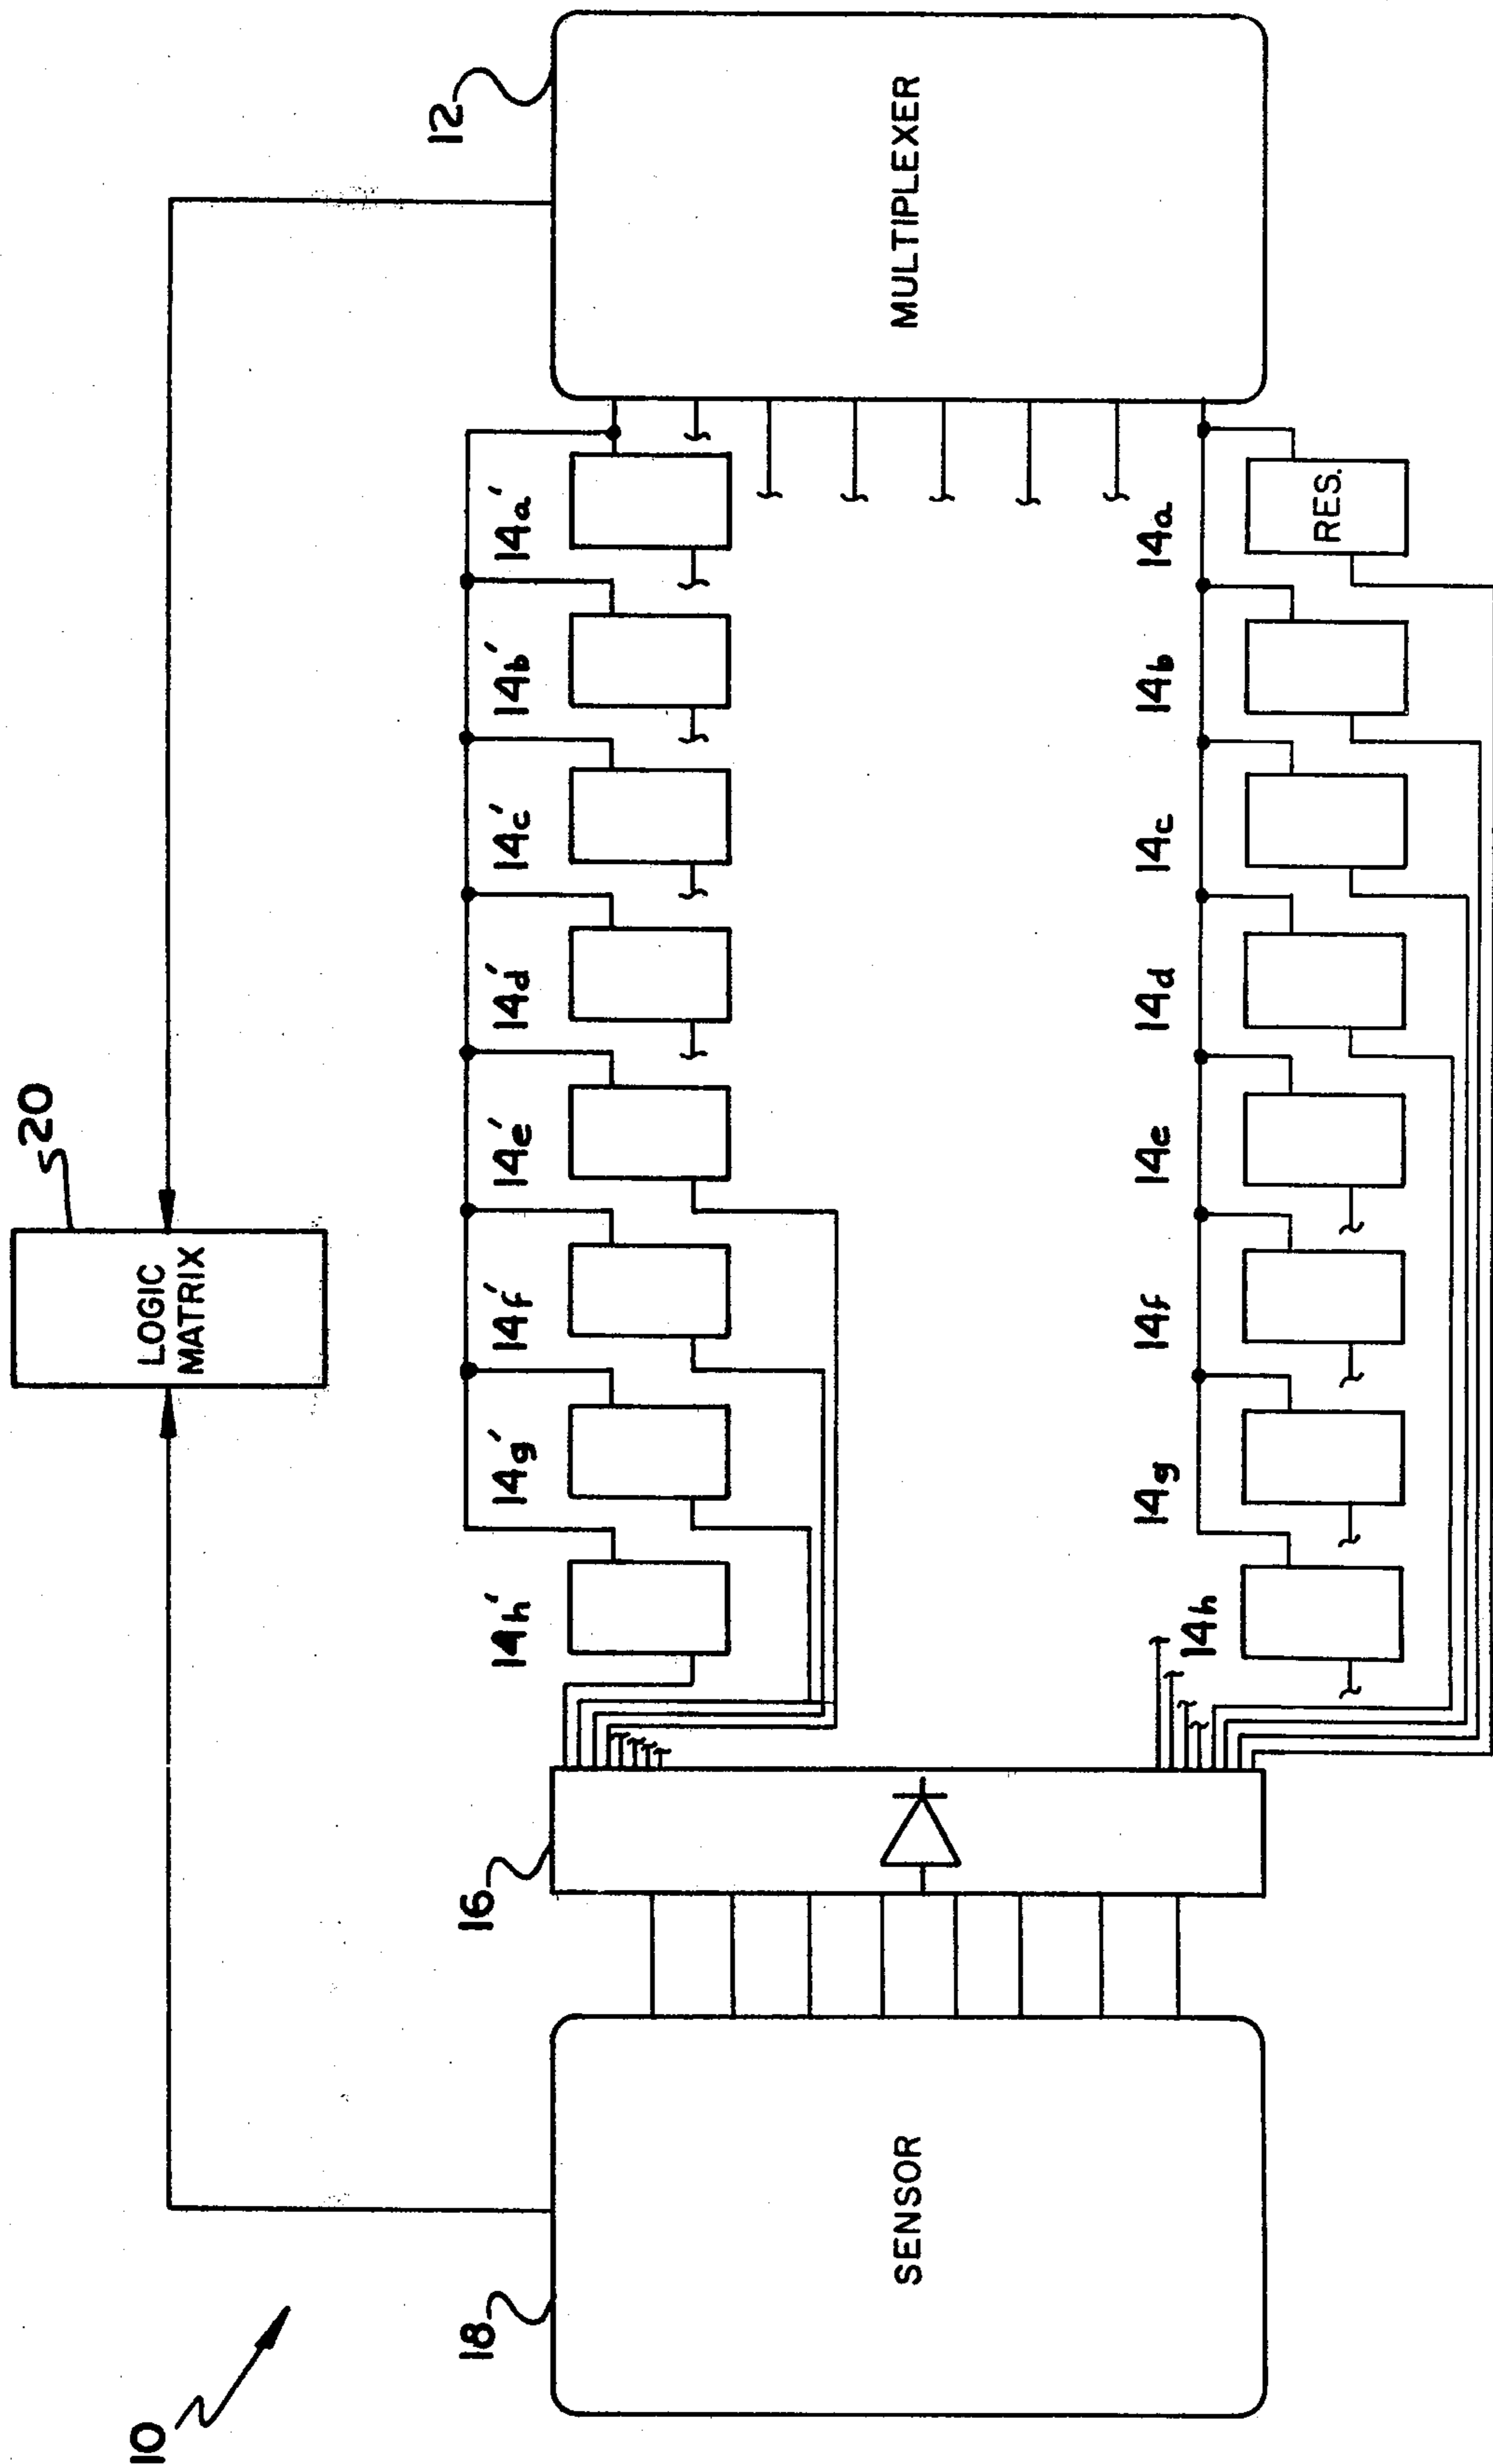 10
18
SENSOR
16
20
LOGIC
MATRIX
12
MULTIPLEXER
14h'
14g'
14f'
14e'
14d'
14c'
14b'
14a'
14h
14g
14f
14e
14d
14c
14b
14a
RES.